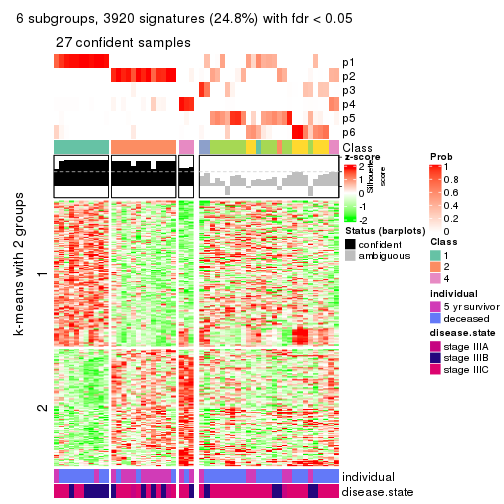 6 subgroups, 3920 signatures (24.8%) with fdr < 0.05
27 confident samples
p1
p2
p3
p4
p5
p6
Class
k-means with 2 groups
1
2
individual
disease.state
z-score
2
1
0
-1
-2
Silhouette
score
Status (barplots)
confident
ambiguous
Prob
1
0.8
0.6
0.4
0.2
0
Class
1
2
4
individual
5 yr survivor
deceased
disease.state
stage IIIA
stage IIIB
stage IIIC